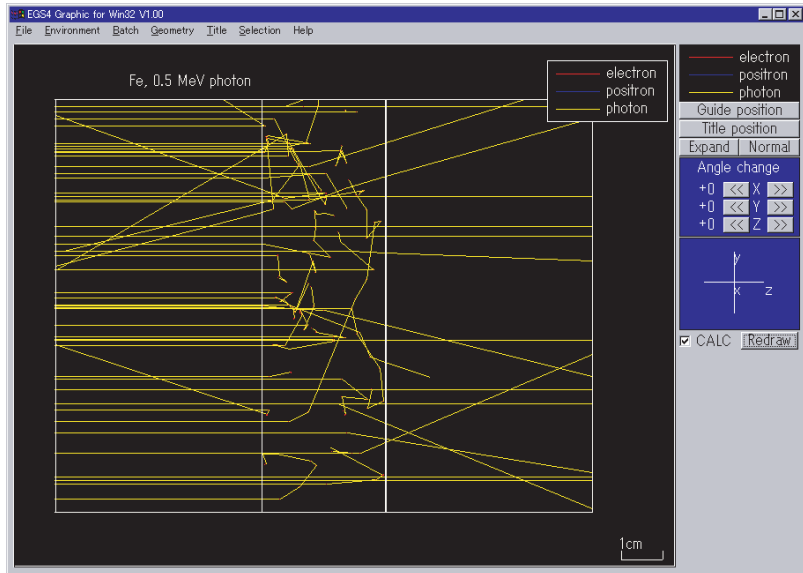 EGS4 Graphic for Win32 V1.00
File Environment Batch Geometry Title Selection Help
Fe, 0.5 MeV photon
electron
positron
photon
1cm
electron
positron
photon
Guide position
Title position
Expand Normal
Angle change
+0 << X >>
+0 << Y >>
+0 << Z >>
y
x z
CALC Redraw